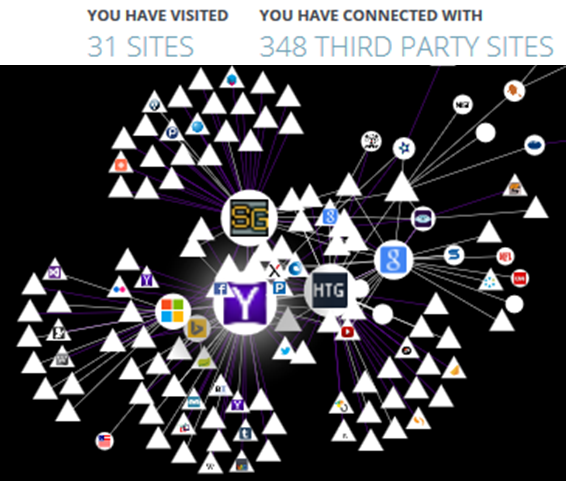 YOU HAVE VISITED
31 SITES
YOU HAVE CONNECTED WITH
348 THIRD PARTY SITES
SG
g
g
Y
HTG
f
P
X